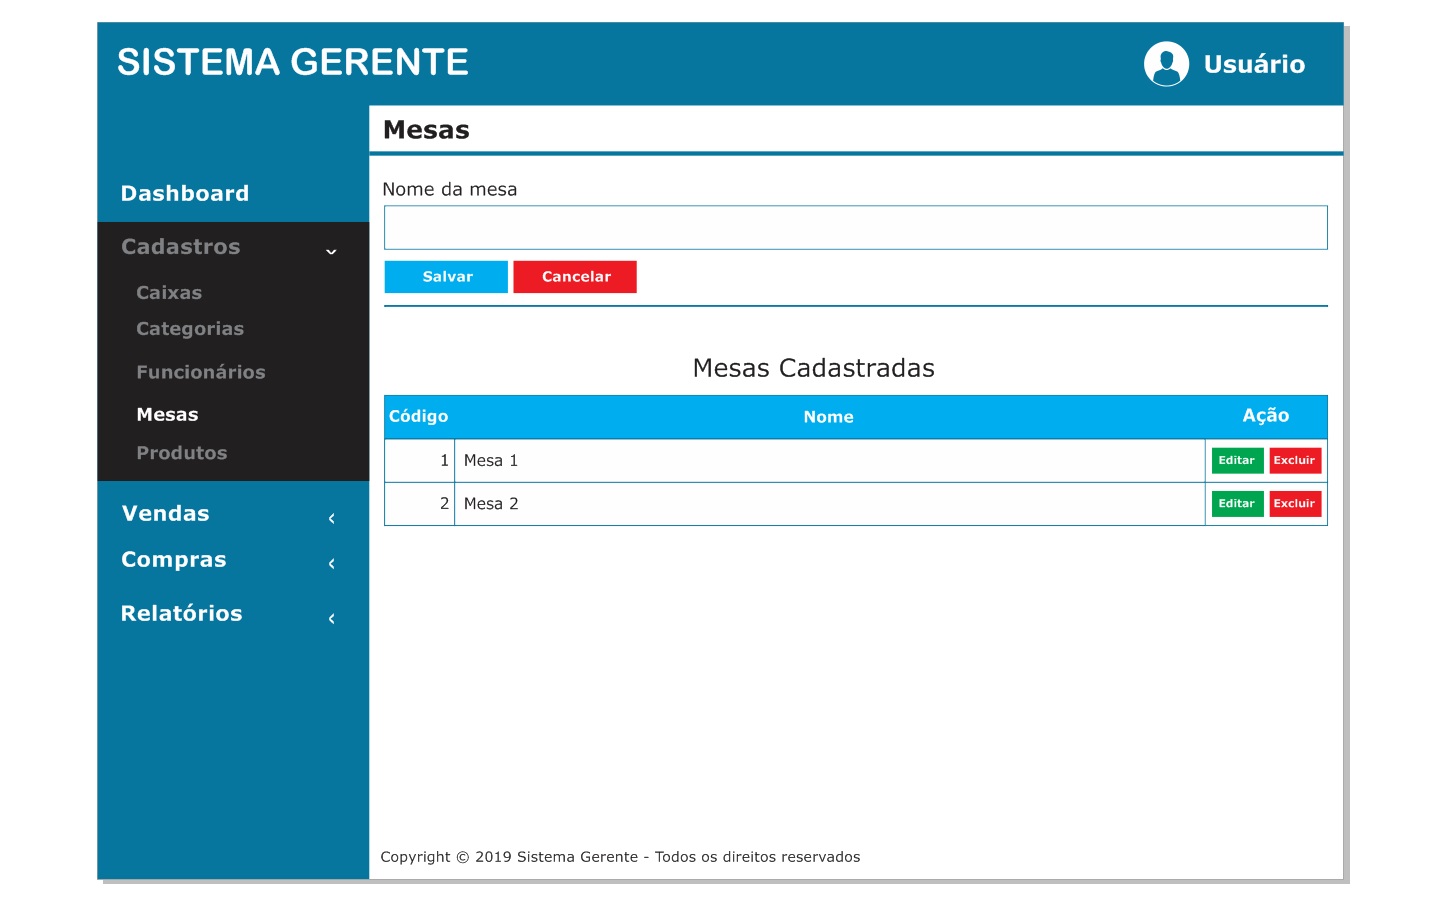 SISTEMA GERENTE
Usuário
Dashboard
Cadastros
Caixas
Categorias
Funcionários
Mesas
Produtos
Vendas
Compras
Relatórios
Mesas
Nome da mesa
Salvar Cancelar
Mesas Cadastradas
Código Nome Ação
1 Mesa 1 Editar Excluir
2 Mesa 2 Editar Excluir
Copyright © 2019 Sistema Gerente - Todos os direitos reservados